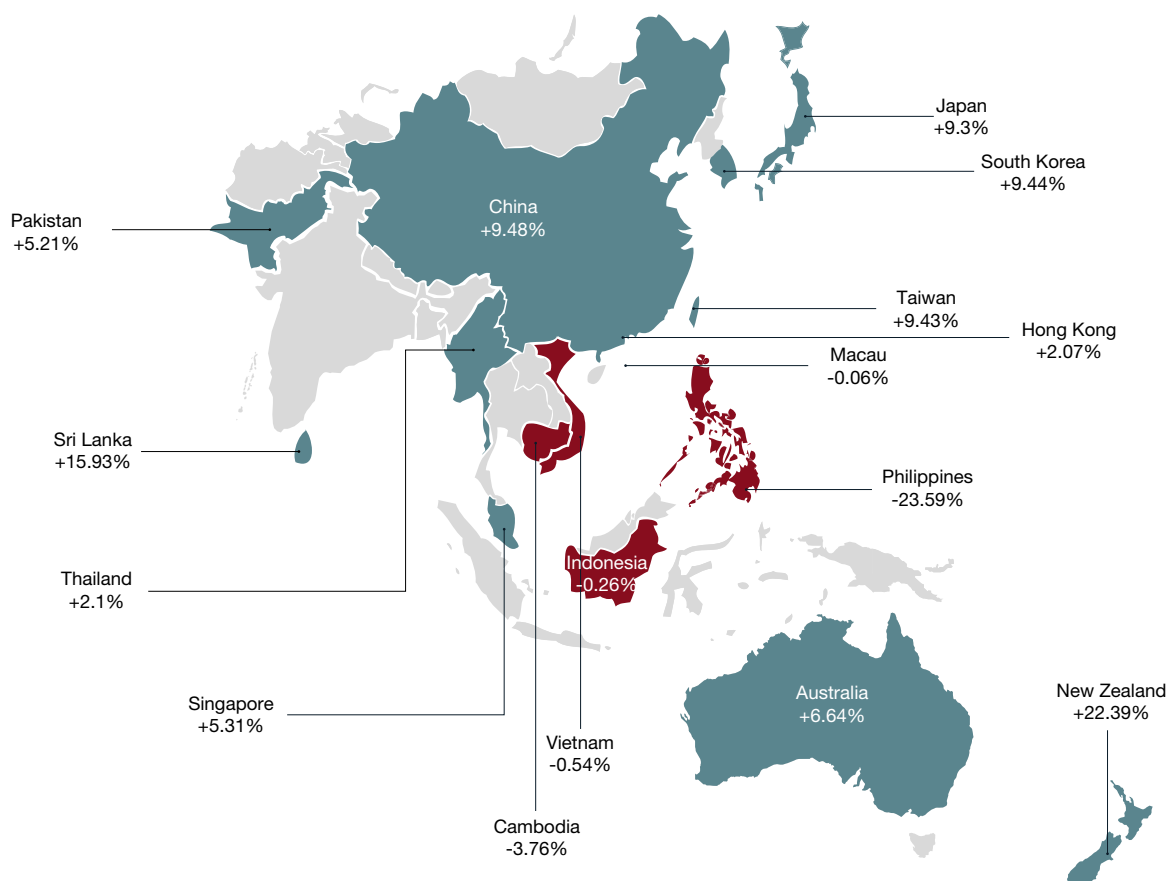 Japan
+9.3%
South Korea
+9.44%
China
+9.48%
Pakistan
+5.21%
Taiwan
+9.43%
Hong Kong
+2.07%
Macau
-0.06%
Sri Lanka
+15.93%
Philippines
-23.59%
Indonesia
-0.26%
Thailand
+2.1%
Australia
+6.64%
New Zealand
+22.39%
Singapore
+5.31%
Vietnam
-0.54%
Cambodia
-3.76%